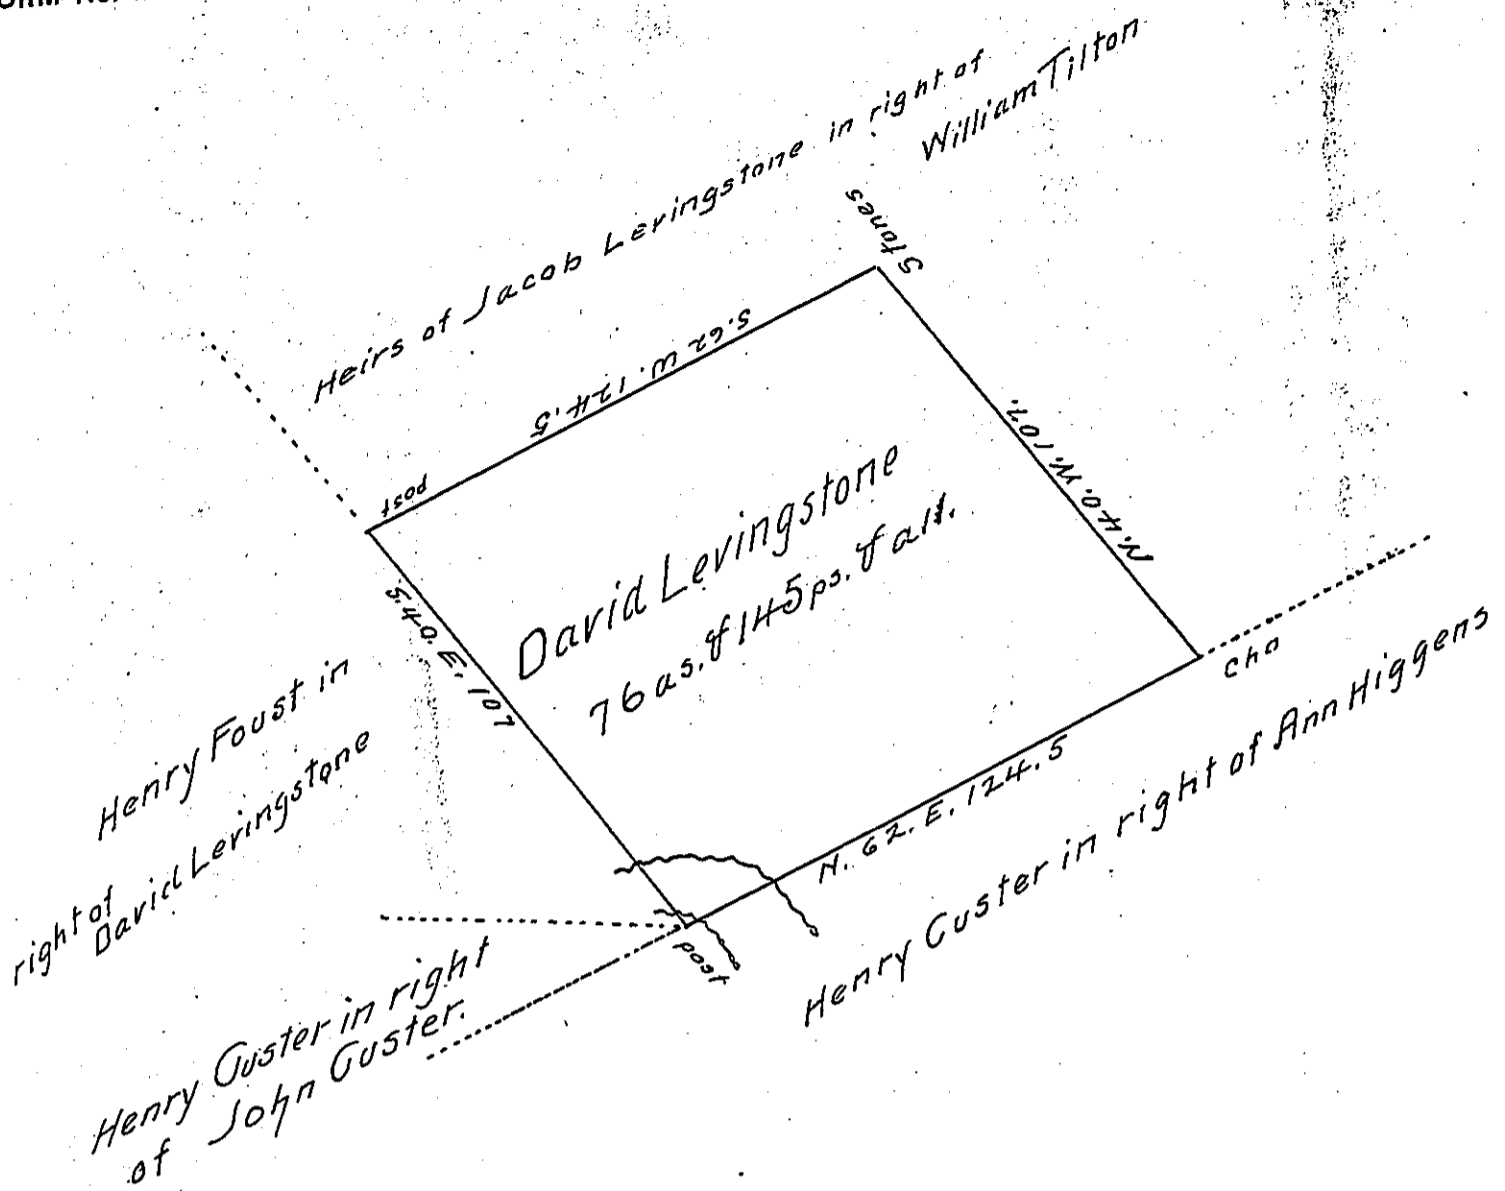 Heirs of Jacob Levingstone in right of
William Tilton
Stones
S. 62 W. 124.5
post
N. 40. W. 107.
David Levingstone
76 as. & 145 ps. & all.
S. 40. E. 107
cho
N. 62. E. 124.5
post
Henry Foust in
right of
David Levingstone
Henry Custer in right of Ann Higgens
Henry Custer in right
of John Custer.